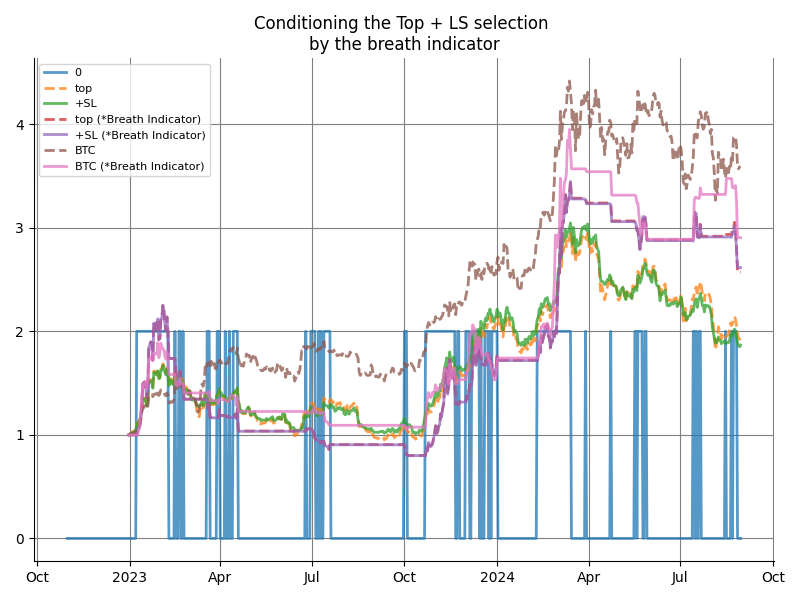 Conditioning the Top + LS selection
by the breath indicator
0
top
+SL
top (*Breath Indicator)
+SL (*Breath Indicator)
BTC
BTC (*Breath Indicator)
4
3
2
1
0
Oct 2023 Apr Jul Oct 2024 Apr Jul Oct